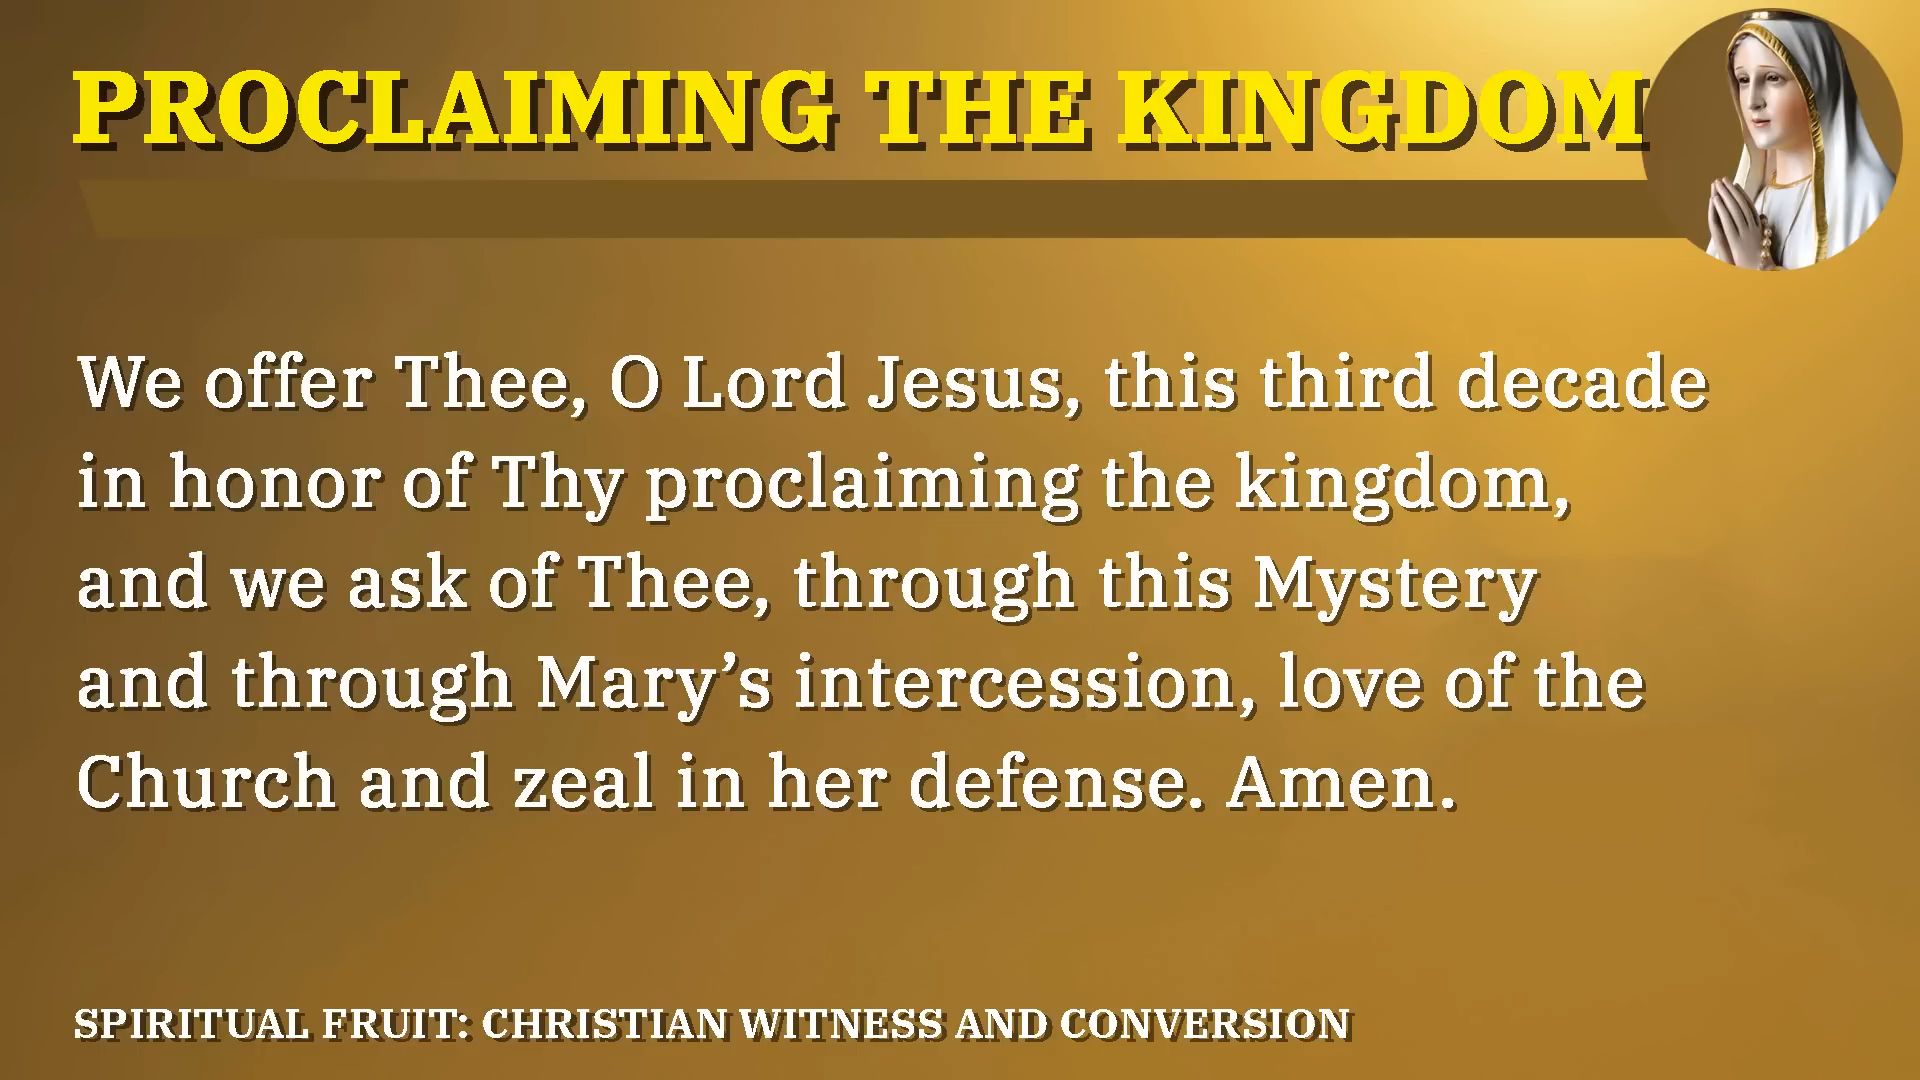 PROCLAIMING THE KINGDOM
We offer Thee, O Lord Jesus, this third decade
in honor of Thy proclaiming the kingdom,
and we ask of Thee, through this Mystery
and through Mary’s intercession, love of the
Church and zeal in her defense. Amen.
SPIRITUAL FRUIT: CHRISTIAN WITNESS AND CONVERSION